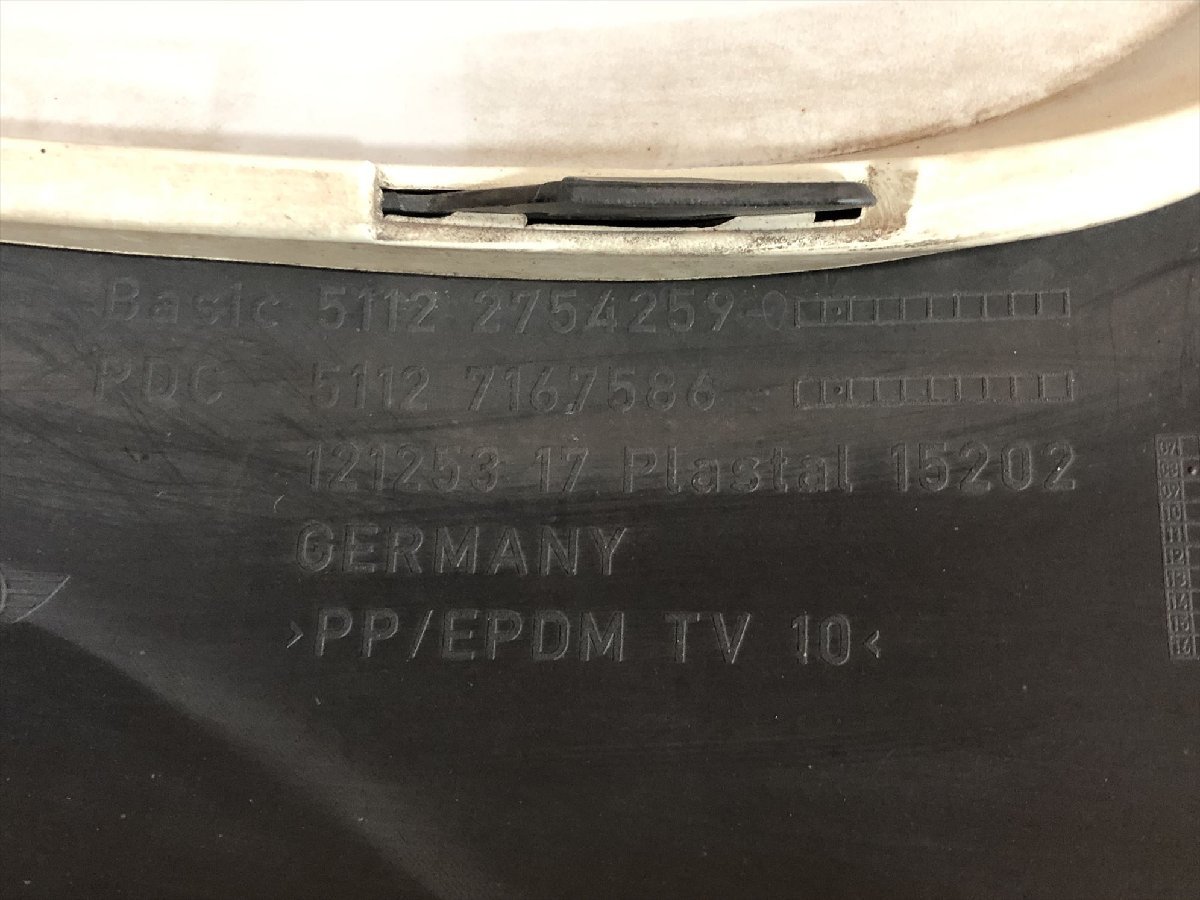 Basic 5112 2754259-0
PDC 5112 7167586
121253 17 Plastal 15202
GERMANY
>PP/EPDM TV 10<